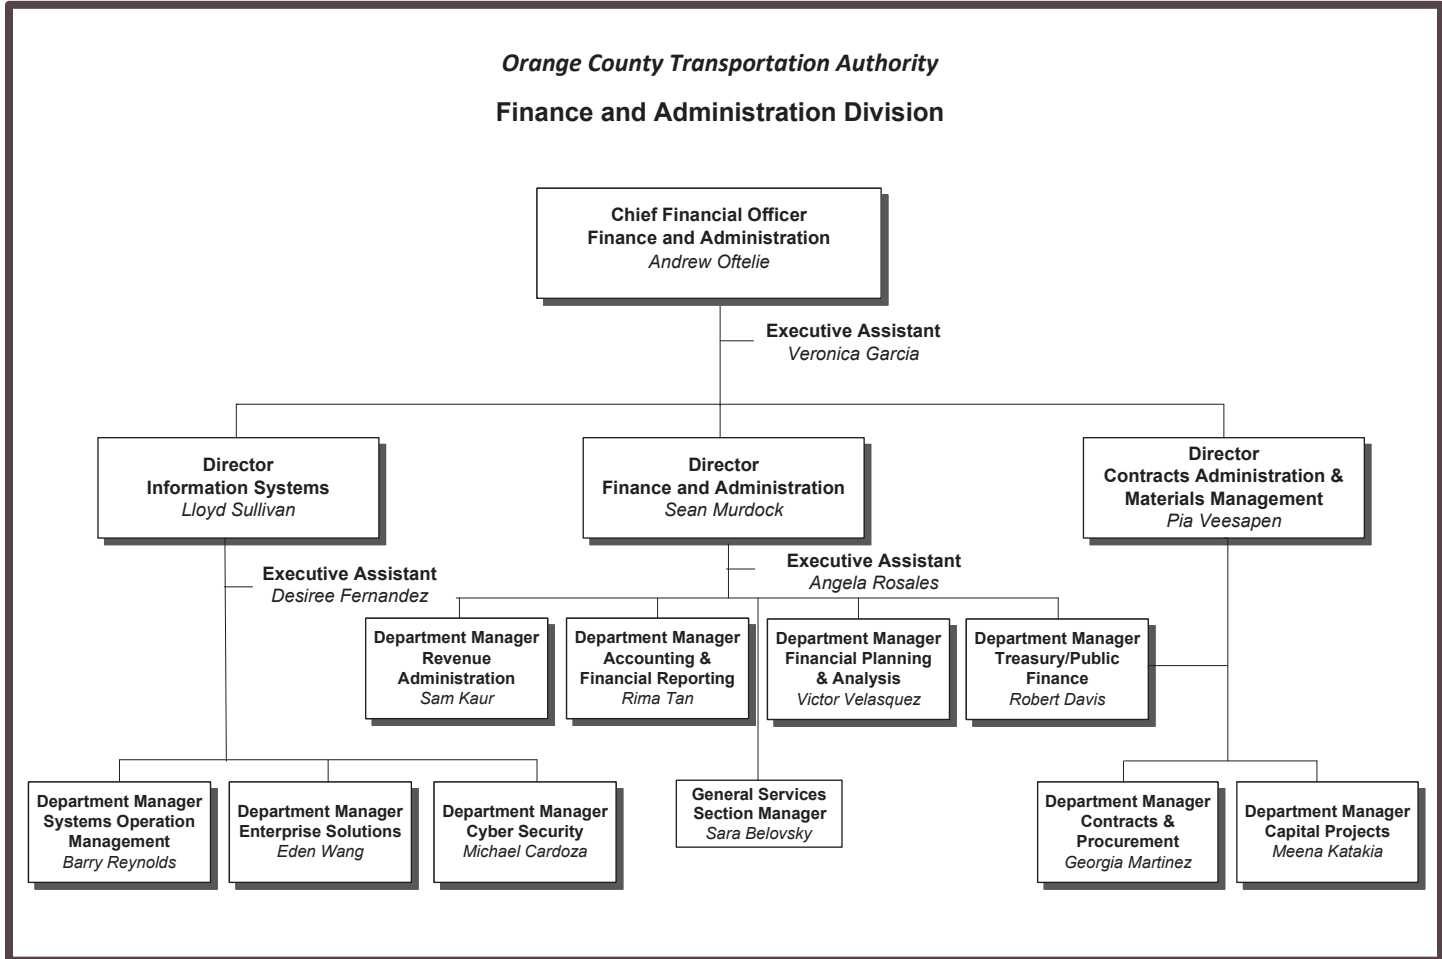 Orange County Transportation Authority
Finance and Administration Division
Chief Financial Officer
Finance and Administration
Andrew Oftelie
Executive Assistant
Veronica Garcia
Director
Information Systems
Lloyd Sullivan
Director
Finance and Administration
Sean Murdock
Director
Contracts Administration &
Materials Management
Pia Veesapen
Executive Assistant
Desiree Fernandez
Executive Assistant
Angela Rosales
Department Manager
Revenue
Administration
Sam Kaur
Department Manager
Accounting &
Financial Reporting
Rima Tan
Department Manager
Financial Planning
& Analysis
Victor Velasquez
Department Manager
Treasury/Public
Finance
Robert Davis
Department Manager
Systems Operation
Management
Barry Reynolds
Department Manager
Enterprise Solutions
Eden Wang
Department Manager
Cyber Security
Michael Cardoza
General Services
Section Manager
Sara Belovsky
Department Manager
Contracts &
Procurement
Georgia Martinez
Department Manager
Capital Projects
Meena Katakia